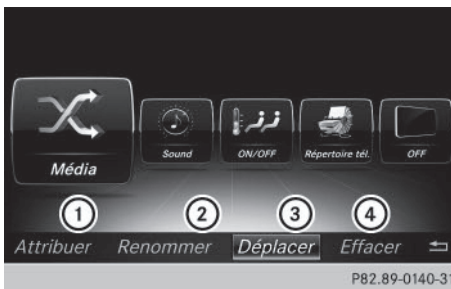 Média
Sound
ON/OFF
Répertoire tél.
OFF
1
2
3
4
Attribuer Renommer Déplacer Effacer
P82.89-0140-31